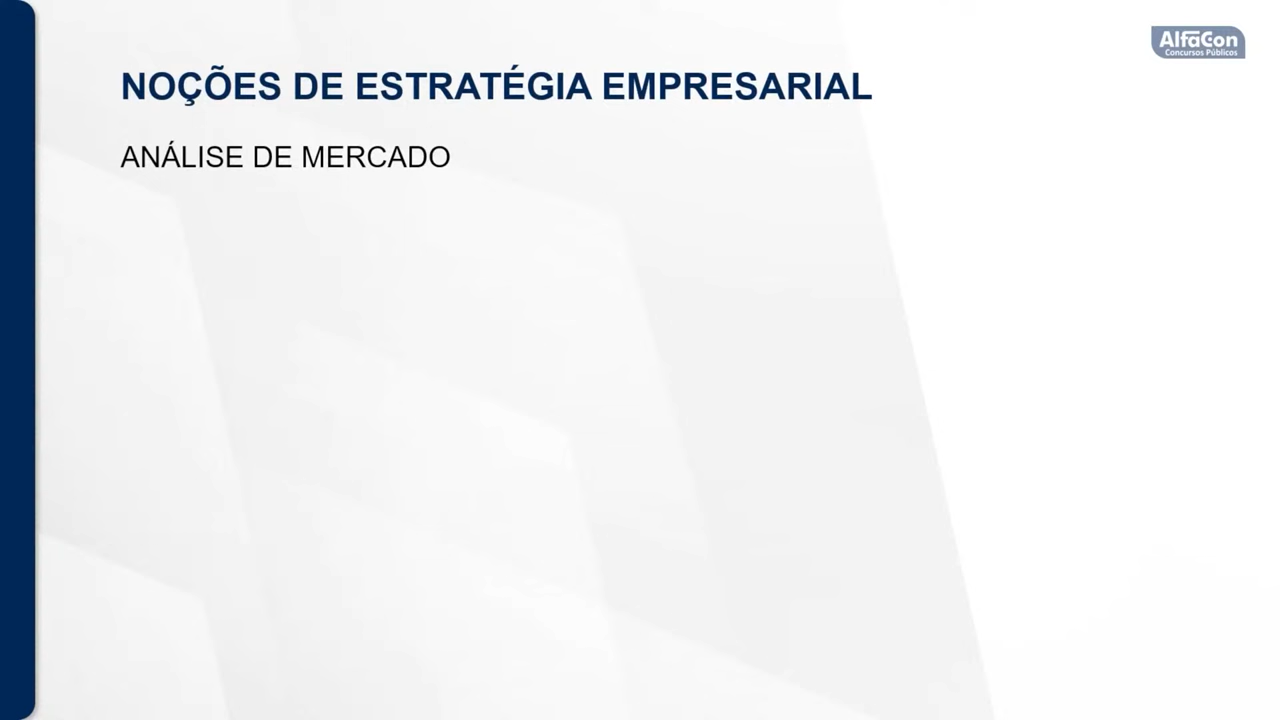 AlfaCon
Concursos Públicos
NOÇÕES DE ESTRATÉGIA EMPRESARIAL
ANÁLISE DE MERCADO